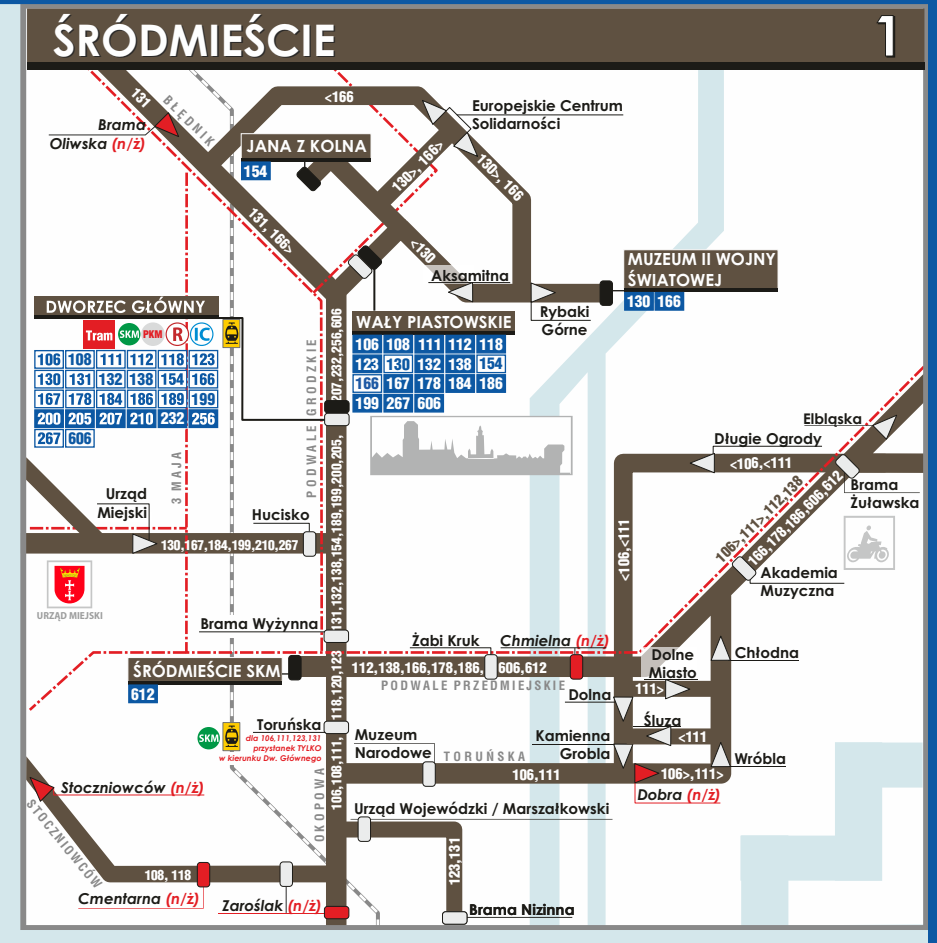 ŚRÓDMIEŚCIE
1
131
BŁĘDNIK
<166
Europejskie Centrum
Solidarności
Brama
Oliwska (n/ż)
JANA Z KOLNA
154
130>, 166>
130>, 166
131, 166>
<130
Aksamitna
Rybaki
Górne
MUZEUM II WOJNY
ŚWIATOWEJ
130 166
DWORZEC GŁÓWNY
Tram SKM PKM R IC
106 108 111 112 118 123
130 131 132 138 154 166
167 178 184 186 189 199
200 205 207 210 232 256
267 606
WAŁY PIASTOWSKIE
106 108 111 112 118
123 130 132 138 154
166 167 178 184 186
199 267 606
207,232,256,606
PODWALE GRODZKIE
3 MAJA
131,132,138,154,189,199,200,205,
Elbląska
Długie Ogrody
<106,<111
Brama
Żuławska
106>,111>,112,138
166,178,186,606,612
<106,<111
Akademia
Muzyczna
Urząd
Miejski
Hucisko
130,167,184,199,210,267
URZĄD MIEJSKI
Brama Wyżynna
Żabi Kruk
Chmielna (n/ż)
Chłodna
Dolne
Miasto
ŚRÓDMIEŚCIE SKM
612
112,138,166,178,186, 606,612
PODWALE PRZEDMIEJSKIE
111>
Dolna
106,108,111, 118,120,123
Toruńska
dla 106,111,123,131
przystanek TYLKO
w kierunku Dw. Głównego
SKM
Śluza
<111
Kamienna
Grobla
Muzeum
Narodowe
TORUŃSKA
106,111
106>,111>
Wróbla
Dobra (n/ż)
Stoczniowców (n/ż)
STOCZNIOWCÓW
OKOPOWA
Urząd Wojewódzki / Marszałkowski
123,131
108, 118
Cmentarna (n/ż)
Zaroślak (n/ż)
Brama Nizinna